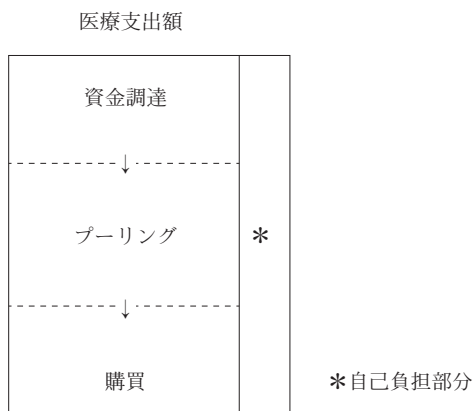 医療支出額
資金調達
↓
プーリング
＊
↓
購買
＊自己負担部分